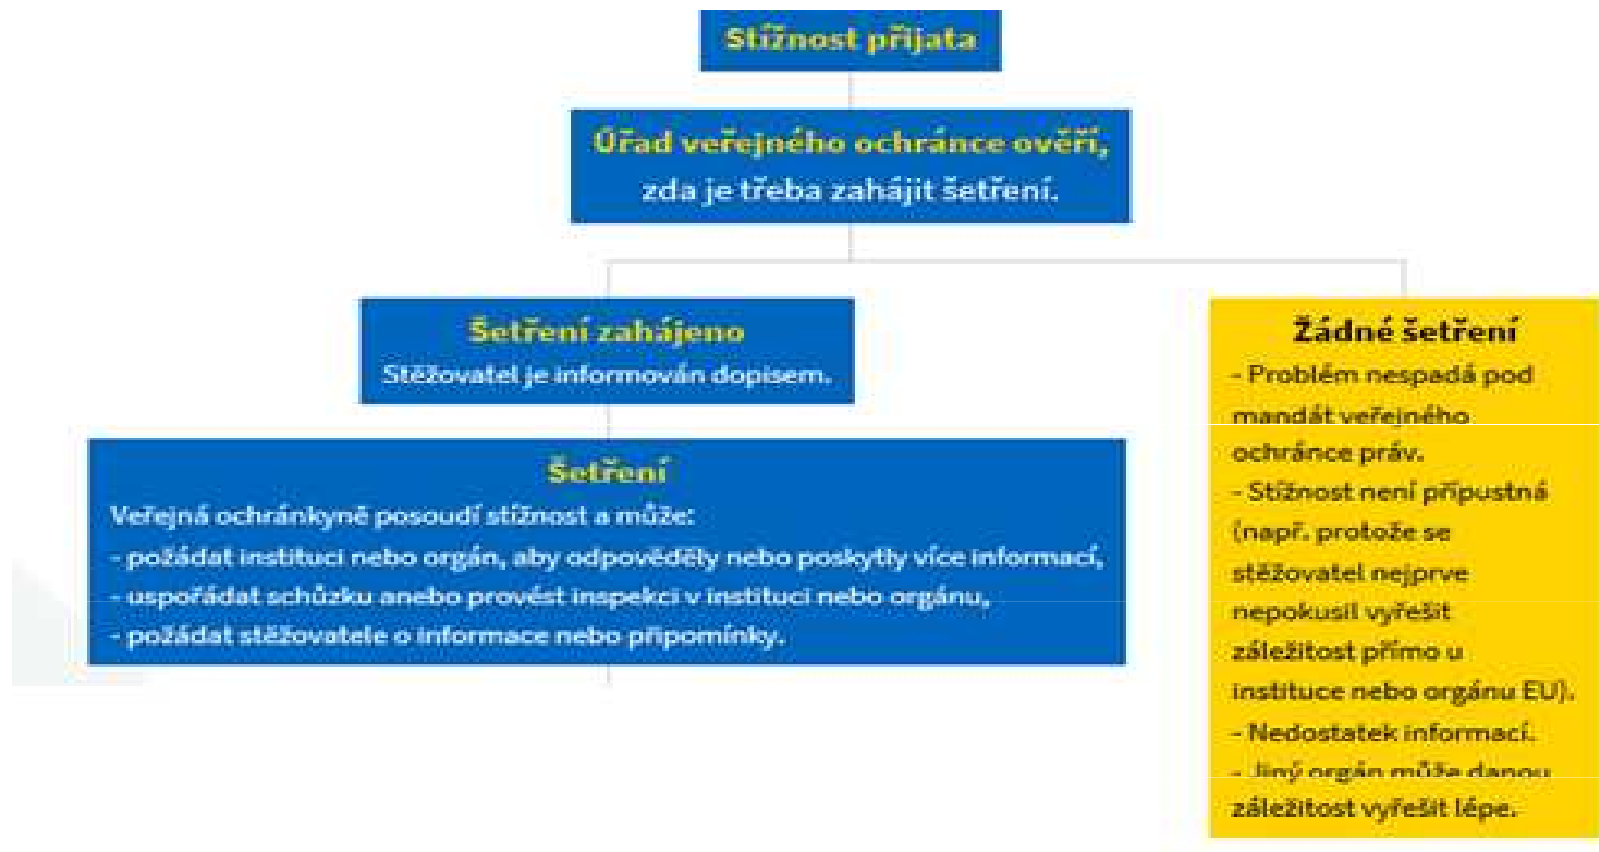 Stížnost přijata
Úřad veřejného ochránce ověří,
zda je třeba zahájit šetření.
Šetření zahájeno
Stěžovatel je informován dopisem.
Šetření
Veřejná ochránkyně posoudí stížnost a může:
- požádat instituci nebo orgán, aby odpověděly nebo poskytly více informací,
- uspořádat schůzku anebo provést inspekci v instituci nebo orgánu,
- požádat stěžovatele o informace nebo připomínky.
Žádné šetření
- Problém nespadá pod
mandát veřejného
ochránce práv.
- Stížnost není přípustná
(např. protože se
stěžovatel nejprve
nepokusil vyřešit
záležitost přímo u
instituce nebo orgánu EU).
- Nedostatek informací.
- Jiný orgán může danou
záležitost vyřešit lépe.